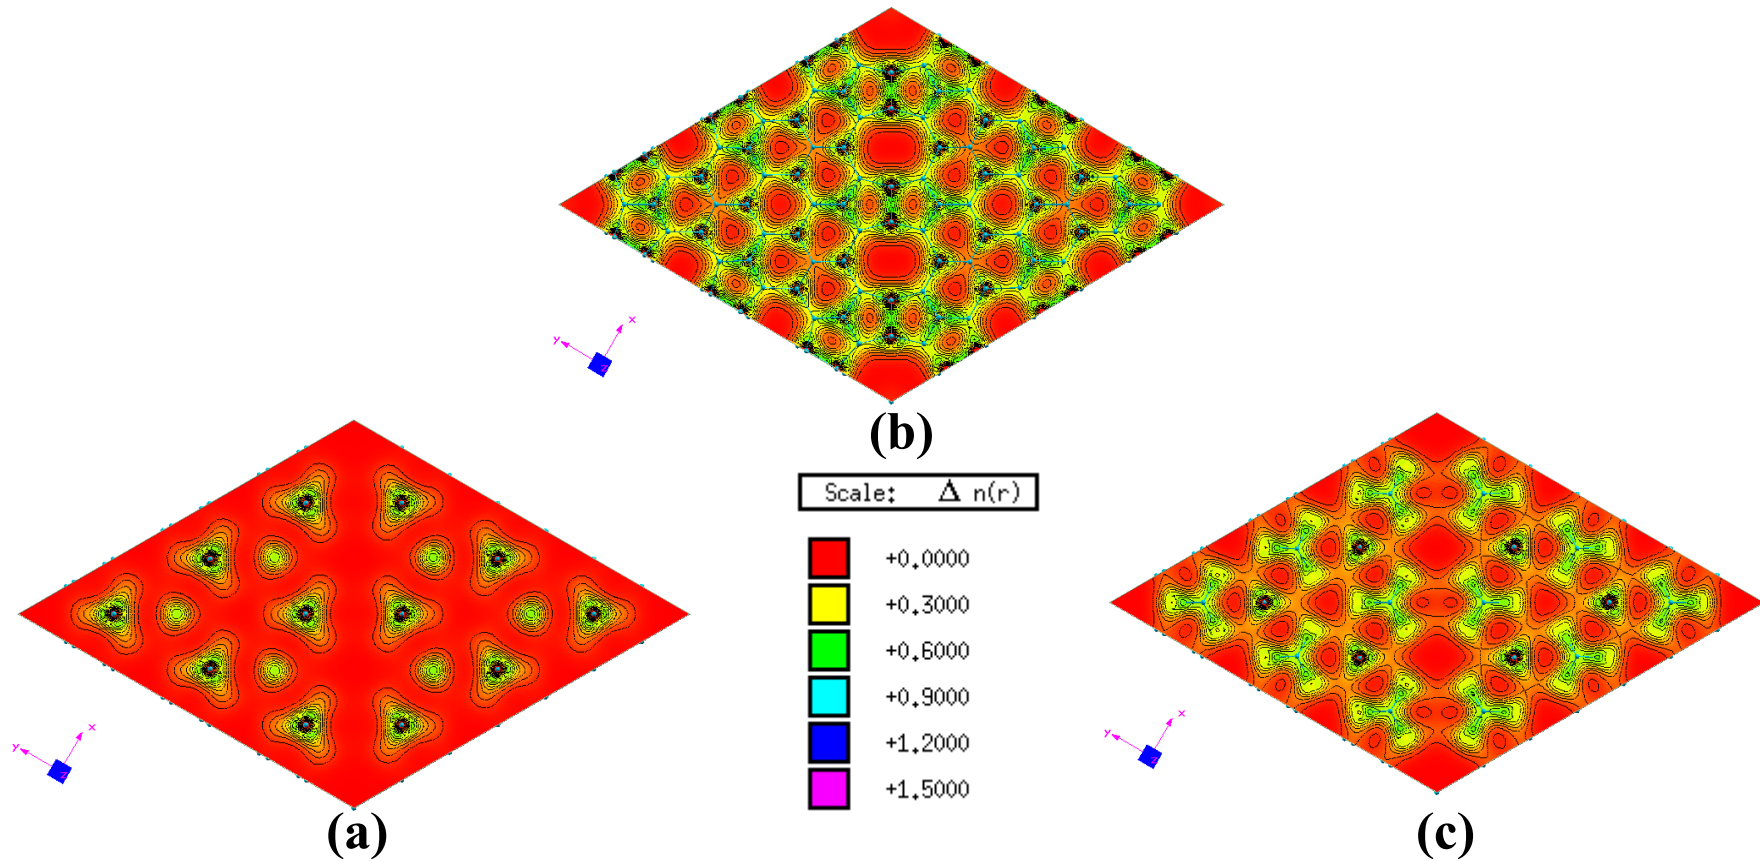 Y
X
Z
(b)
Scale: Δ n(r)
+0.0000
+0.3000
+0.6000
+0.9000
+1.2000
+1.5000
Y
X
Z
(a)
Y
X
Z
(c)